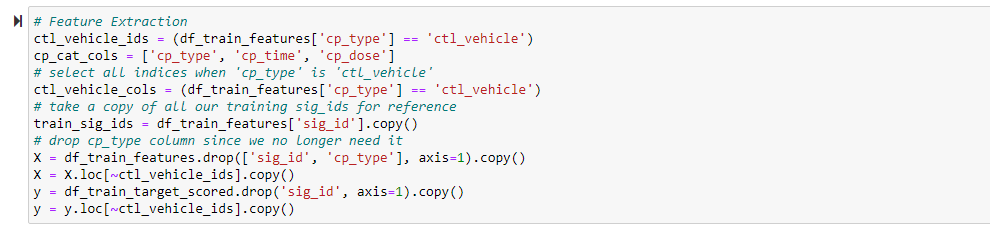 # Feature Extraction
ctl_vehicle_ids = (df_train_features['cp_type'] == 'ctl_vehicle')
cp_cat_cols = ['cp_type', 'cp_time', 'cp_dose']
# select all indices when 'cp_type' is 'ctl_vehicle'
ctl_vehicle_cols = (df_train_features['cp_type'] == 'ctl_vehicle')
# take a copy of all our training sig_ids for reference
train_sig_ids = df_train_features['sig_id'].copy()
# drop cp_type column since we no longer need it
X = df_train_features.drop(['sig_id', 'cp_type'], axis=1).copy()
X = X.loc[~ctl_vehicle_ids].copy()
y = df_train_target_scored.drop('sig_id', axis=1).copy()
y = y.loc[~ctl_vehicle_ids].copy()